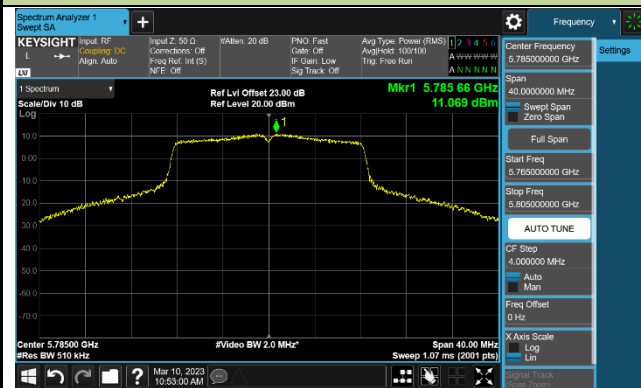 Spectrum Analyzer 1
Swept SA
Frequency
KEYSIGHT
Input: RF
Coupling: DC
Align: Auto
Input Z: 50 Ω
Corrections: Off
Freq Ref: Int (S)
NFE: Off
#Atten: 20 dB
PNO: Fast
Gate: Off
IF Gain: Low
Sig Track: Off
Avg Type: Power (RMS)
Avg|Hold: 100/100
Trig: Free Run
1 2 3 4 5 6
A W W W W W
A N N N N N
L
LXI
1 Spectrum
Scale/Div 10 dB
Log
Ref Lvl Offset 23.00 dB
Ref Level 20.00 dBm
Mkr1 5.785 66 GHz
11.069 dBm
1
10.0
0.00
-10.0
-20.0
-30.0
-40.0
-50.0
-60.0
-70.0
Center 5.78500 GHz
#Res BW 510 kHz
#Video BW 2.0 MHz*
Span 40.00 MHz
Sweep 1.07 ms (2001 pts)
Mar 10, 2023
10:53:00 AM
Center Frequency
5.785000000 GHz
Span
40.0000000 MHz
Swept Span
Zero Span
Full Span
Start Freq
5.765000000 GHz
Stop Freq
5.805000000 GHz
AUTO TUNE
CF Step
4.000000 MHz
Auto
Man
Freq Offset
0 Hz
X Axis Scale
Log
Lin
Signal Track
(Span Zoom)
Settings